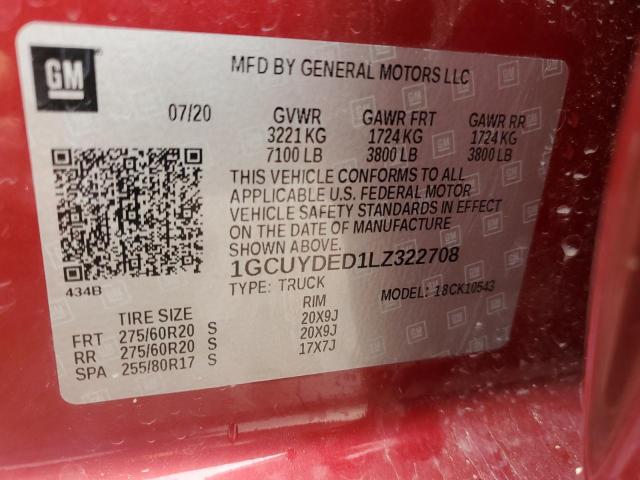 GM
MFD BY GENERAL MOTORS LLC
07/20 GVWR GAWR FRT GAWR RR
3221 KG 1724 KG 1724 KG
7100 LB 3800 LB 3800 LB
THIS VEHICLE CONFORMS TO ALL
APPLICABLE U.S. FEDERAL MOTOR
VEHICLE SAFETY STANDARDS IN EFFECT
ON THE DATE OF MANUFACTURE
SHOWN ABOVE.
1GCUYDED1LZ322708
434B TYPE: TRUCK MODEL: 18CK10543
TIRE SIZE RIM
FRT 275/60R20 S 20X9J
RR 275/60R20 S 20X9J
SPA 255/80R17 S 17X7J